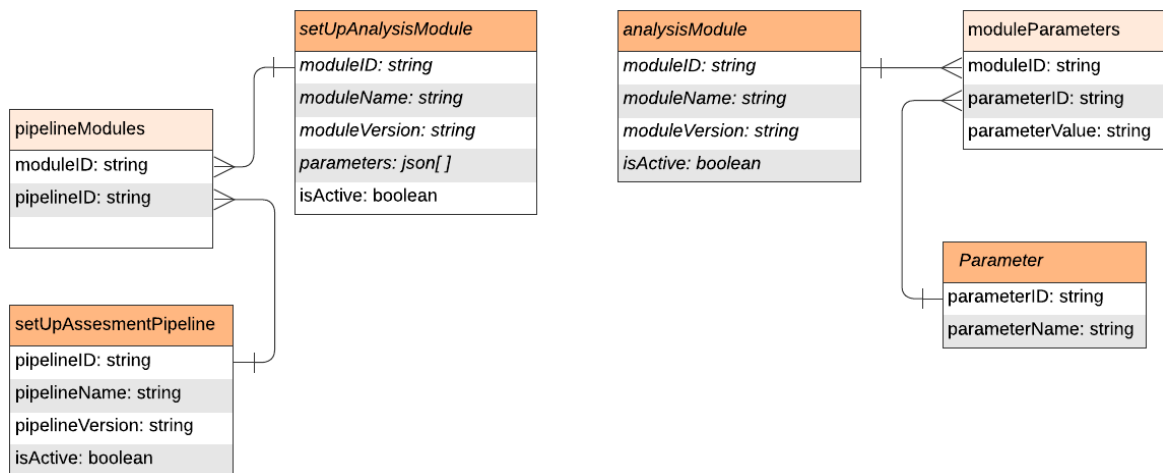 setUpAnalysisModule
moduleID: string
moduleName: string
moduleVersion: string
parameters: json[ ]
isActive: boolean
analysisModule
moduleID: string
moduleName: string
moduleVersion: string
isActive: boolean
moduleParameters
moduleID: string
parameterID: string
parameterValue: string
pipelineModules
moduleID: string
pipelineID: string
Parameter
parameterID: string
parameterName: string
setUpAssesmentPipeline
pipelineID: string
pipelineName: string
pipelineVersion: string
isActive: boolean